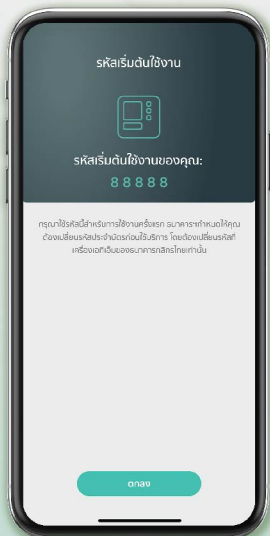 รหัสเริ่มต้นใช้งาน
รหัสเริ่มต้นใช้งานของคุณ:
88888
กรุณาใช้รหัสนี้สำหรับการใช้งานครั้งแรก ธนาคารฯกำหนดให้คุณ
ต้องเปลี่ยนรหัสประจำบัตรก่อนใช้บริการ โดยต้องเปลี่ยนรหัสที่
เครื่องเอทีเอ็มของธนาคารกสิกรไทยเท่านั้น
ตกลง